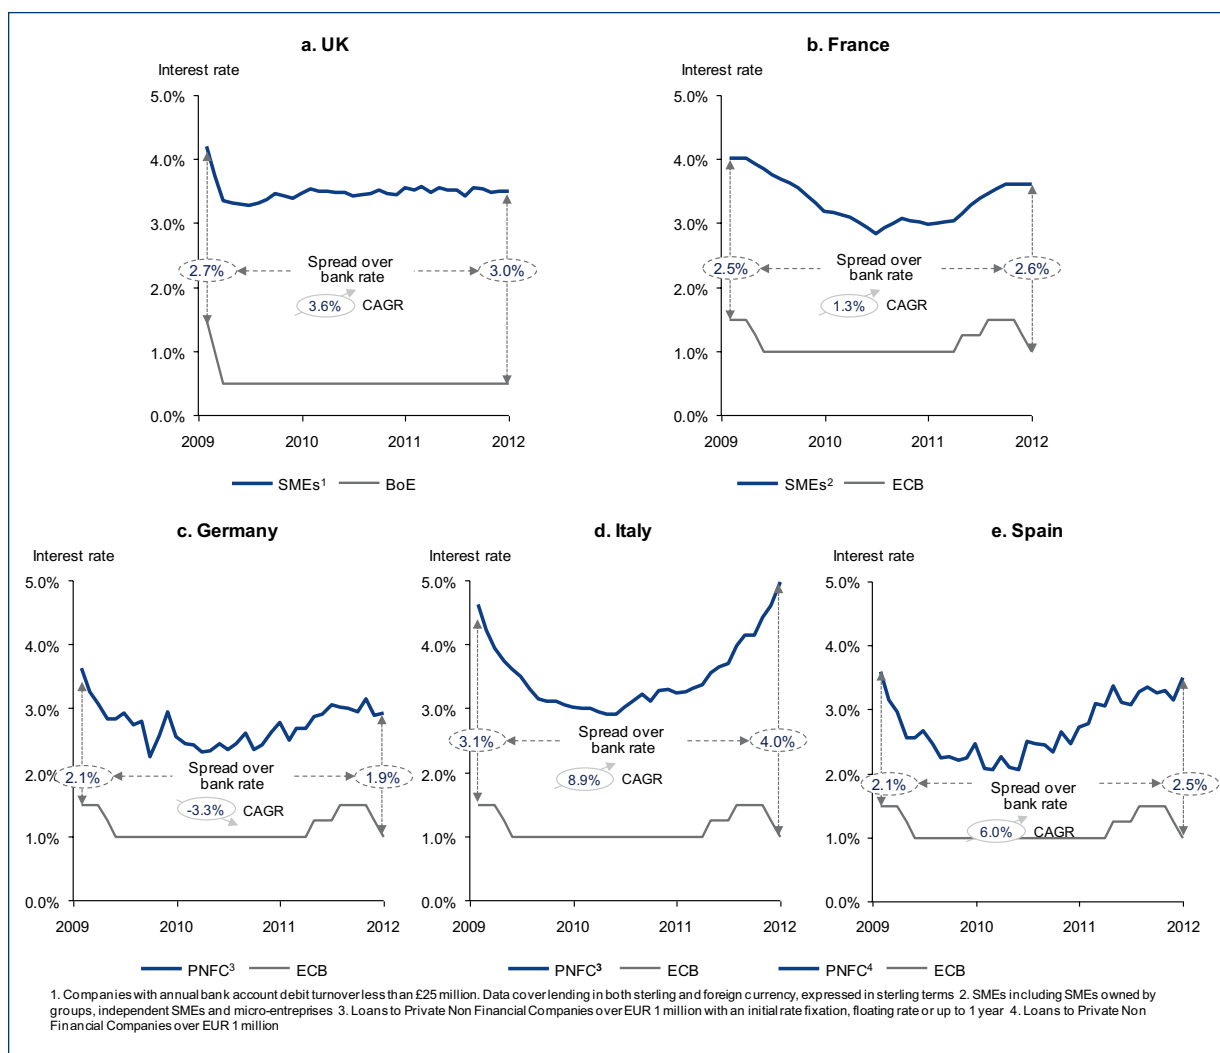 a. UK
Interest rate
5.0%
4.0%
3.0%
2.0%
1.0%
0.0%
2009 2010 2011 2012
2.7%
Spread over
bank rate
3.0%
3.6% CAGR
SMEs1 BoE
b. France
Interest rate
5.0%
4.0%
3.0%
2.0%
1.0%
0.0%
2009 2010 2011 2012
2.5%
Spread over
bank rate
2.6%
1.3% CAGR
SMEs2 ECB
c. Germany
Interest rate
5.0%
4.0%
3.0%
2.0%
1.0%
0.0%
2009 2010 2011 2012
2.1%
Spread over
bank rate
1.9%
-3.3% CAGR
PNFC3 ECB
d. Italy
5.0%
4.0%
3.0%
2.0%
1.0%
0.0%
2009 2010 2011 2012
Interest rate
3.1%
Spread over
bank rate
4.0%
8.9% CAGR
PNFC3 ECB
e. Spain
Interest rate
5.0%
4.0%
3.0%
2.0%
1.0%
0.0%
2009 2010 2011 2012
2.1%
Spread over
bank rate
2.5%
6.0% CAGR
PNFC4 ECB
1. Companies with annual bank account debit turnover less than £25 million. Data cover lending in both sterling and foreign currency, expressed in sterling terms 2. SMEs including SMEs owned by
groups, independent SMEs and micro-entreprises 3. Loans to Private Non Financial Companies over EUR 1 million with an initial rate fixation, floating rate or up to 1 year 4. Loans to Private Non
Financial Companies over EUR 1 million